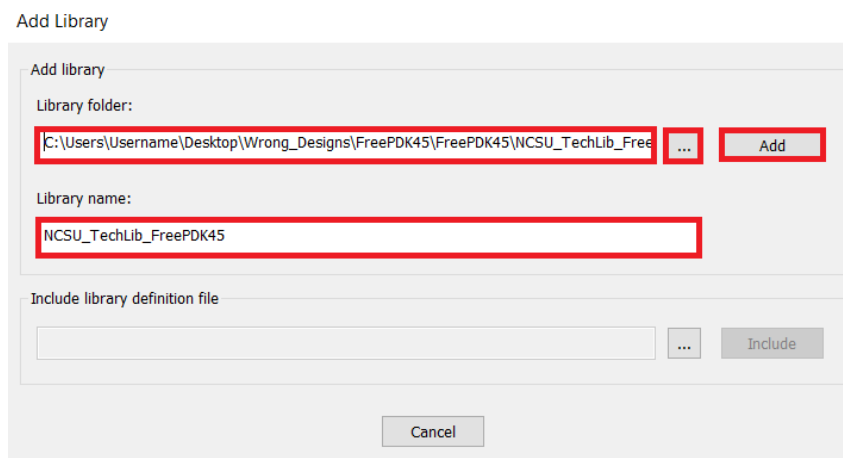 Add Library
Add library
Library folder:
C:\Users\Username\Desktop\Wrong_Designs\FreePDK45\FreePDK45\NCSU_TechLib_Free
... Add
Library name:
NCSU_TechLib_FreePDK45
Include library definition file
... Include
Cancel